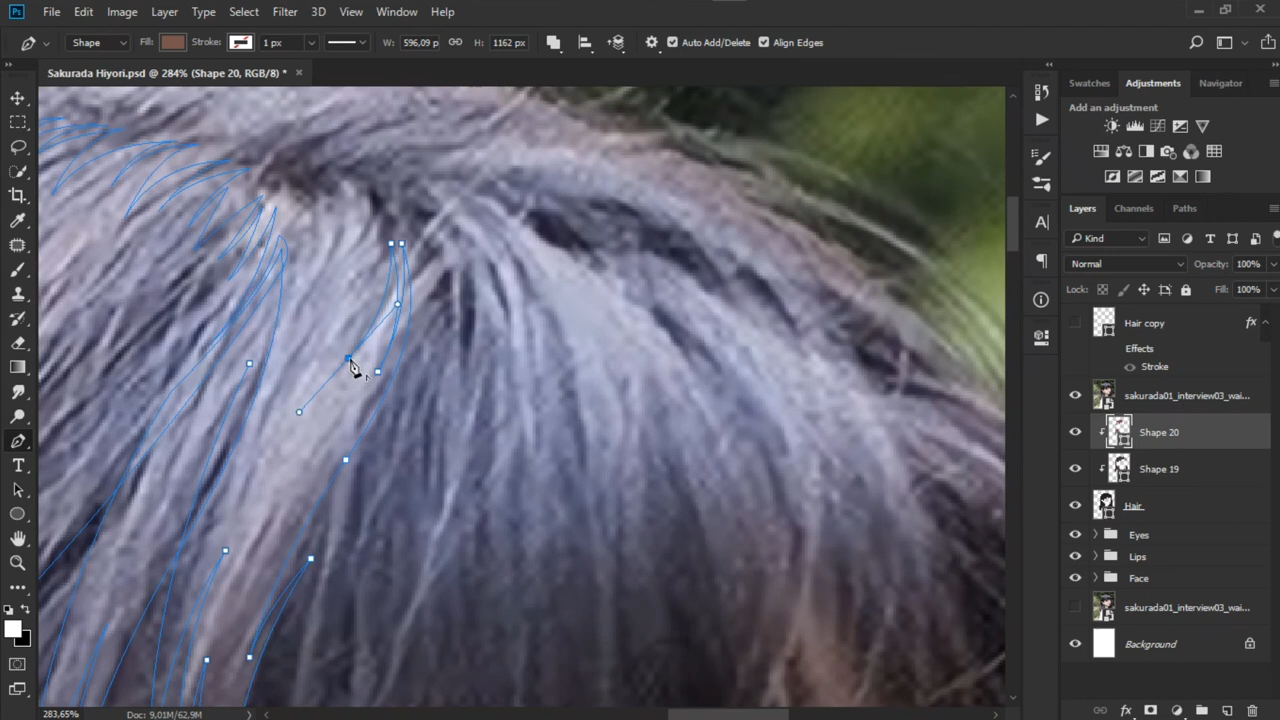 Ps File Edit Image Layer Type Select Filter 3D View Window Help
Shape Fill: Stroke: 1 px W: 596,09 p H: 1162 px Auto Add/Delete Align Edges
Sakurada Hiyori.psd @ 284% (Shape 20, RGB/8) *
Swatches Adjustments Navigator
Add an adjustment
Layers Channels Paths
Kind
Normal Opacity: 100%
Lock: Fill: 100%
Hair copy fx
Effects
Stroke
sakurada01_interview03_wai...
Shape 20
Shape 19
Hair
Eyes
Lips
Face
sakurada01_interview03_wai...
Background
283,65% Doc: 9,01M/62,9M